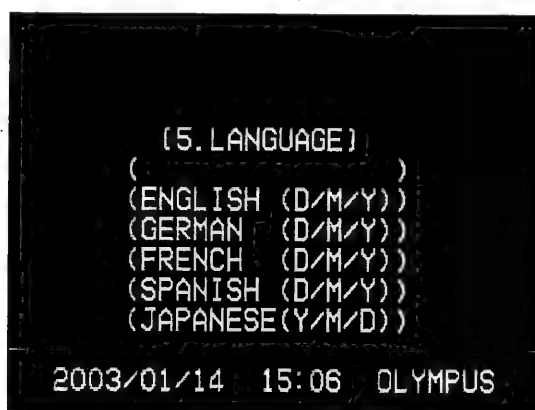 [5.LANGUAGE]
( )
(ENGLISH (D/M/Y))
(GERMAN (D/M/Y))
(FRENCH (D/M/Y))
(SPANISH (D/M/Y))
(JAPANESE(Y/M/D))
2003/01/14 15:06 OLYMPUS